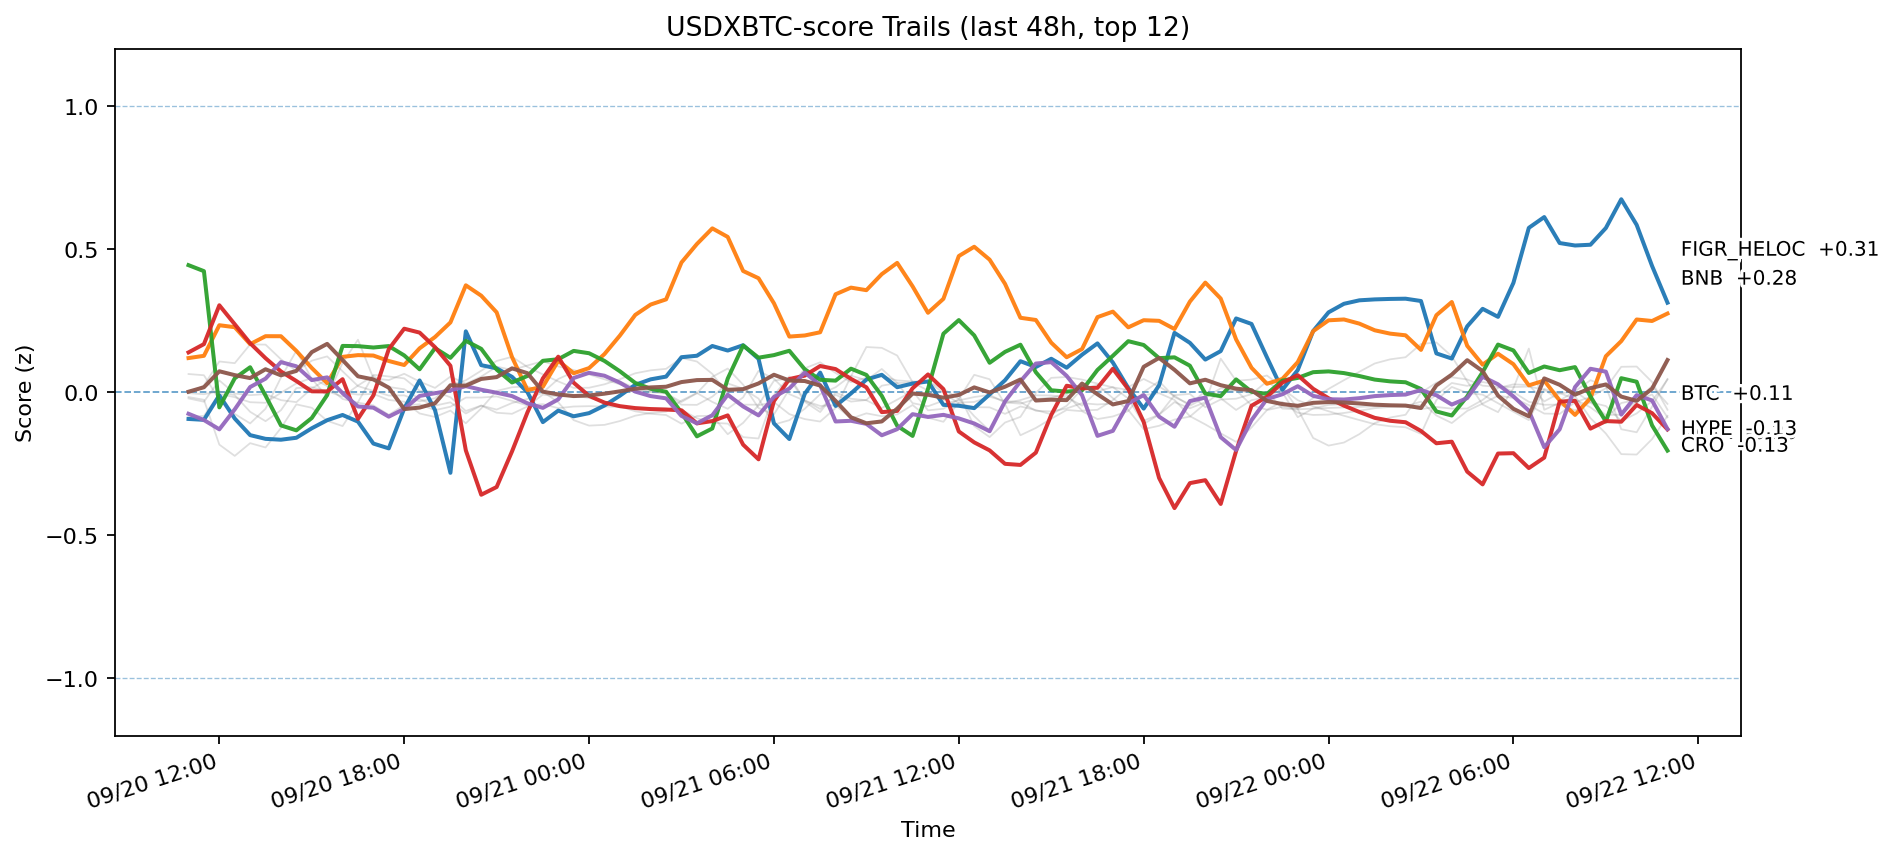 USDXBTC-score Trails (last 48h, top 12)
Score (z)
1.0
0.5
0.0
−0.5
−1.0
FIGR_HELOC +0.31
BNB +0.28
BTC +0.11
HYPE -0.13
CRO -0.13
09/20 12:00
09/20 18:00
09/21 00:00
09/21 06:00
09/21 12:00
09/21 18:00
09/22 00:00
09/22 06:00
09/22 12:00
Time